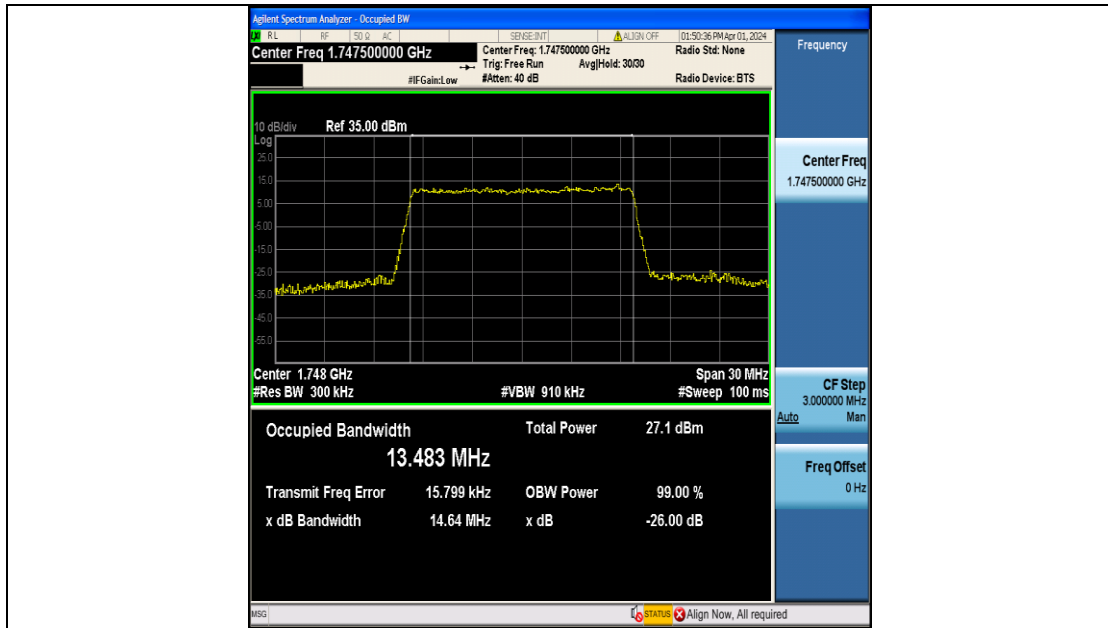 Agilent Spectrum Analyzer - Occupied BW
RL RF 50 Ω AC SENSE:INT ALIGN OFF 01:50:36 PM Apr 01, 2024
Center Freq 1.747500000 GHz
Center Freq: 1.747500000 GHz Radio Std: None
Trig: Free Run Avg|Hold: 30/30
#IFGain:Low #Atten: 40 dB Radio Device: BTS
10 dB/div Ref 35.00 dBm
Log
25.0
15.0
5.00
-5.00
-15.0
-25.0
-35.0
-45.0
-55.0
Center 1.748 GHz Span 30 MHz
#Res BW 300 kHz #VBW 910 kHz #Sweep 100 ms
Occupied Bandwidth Total Power 27.1 dBm
13.483 MHz
Transmit Freq Error 15.799 kHz OBW Power 99.00 %
x dB Bandwidth 14.64 MHz x dB -26.00 dB
Frequency
Center Freq
1.747500000 GHz
CF Step
3.000000 MHz
Auto Man
Freq Offset
0 Hz
MSG STATUS Align Now, All required